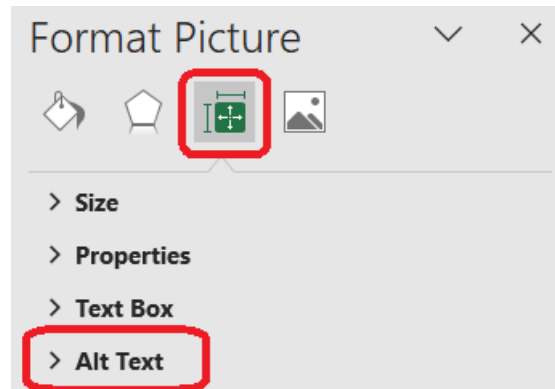 Format Picture
Size
Properties
Text Box
Alt Text